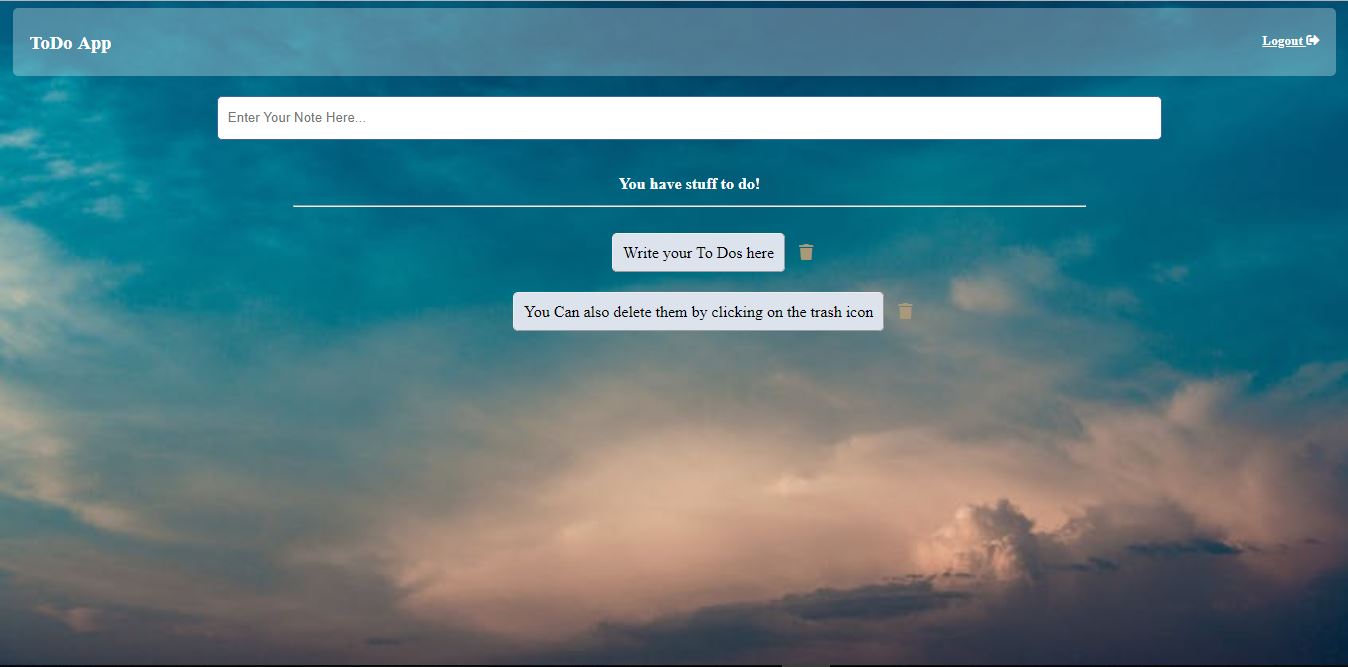 ToDo App
Logout
Enter Your Note Here...
You have stuff to do!
Write your To Dos here
You Can also delete them by clicking on the trash icon